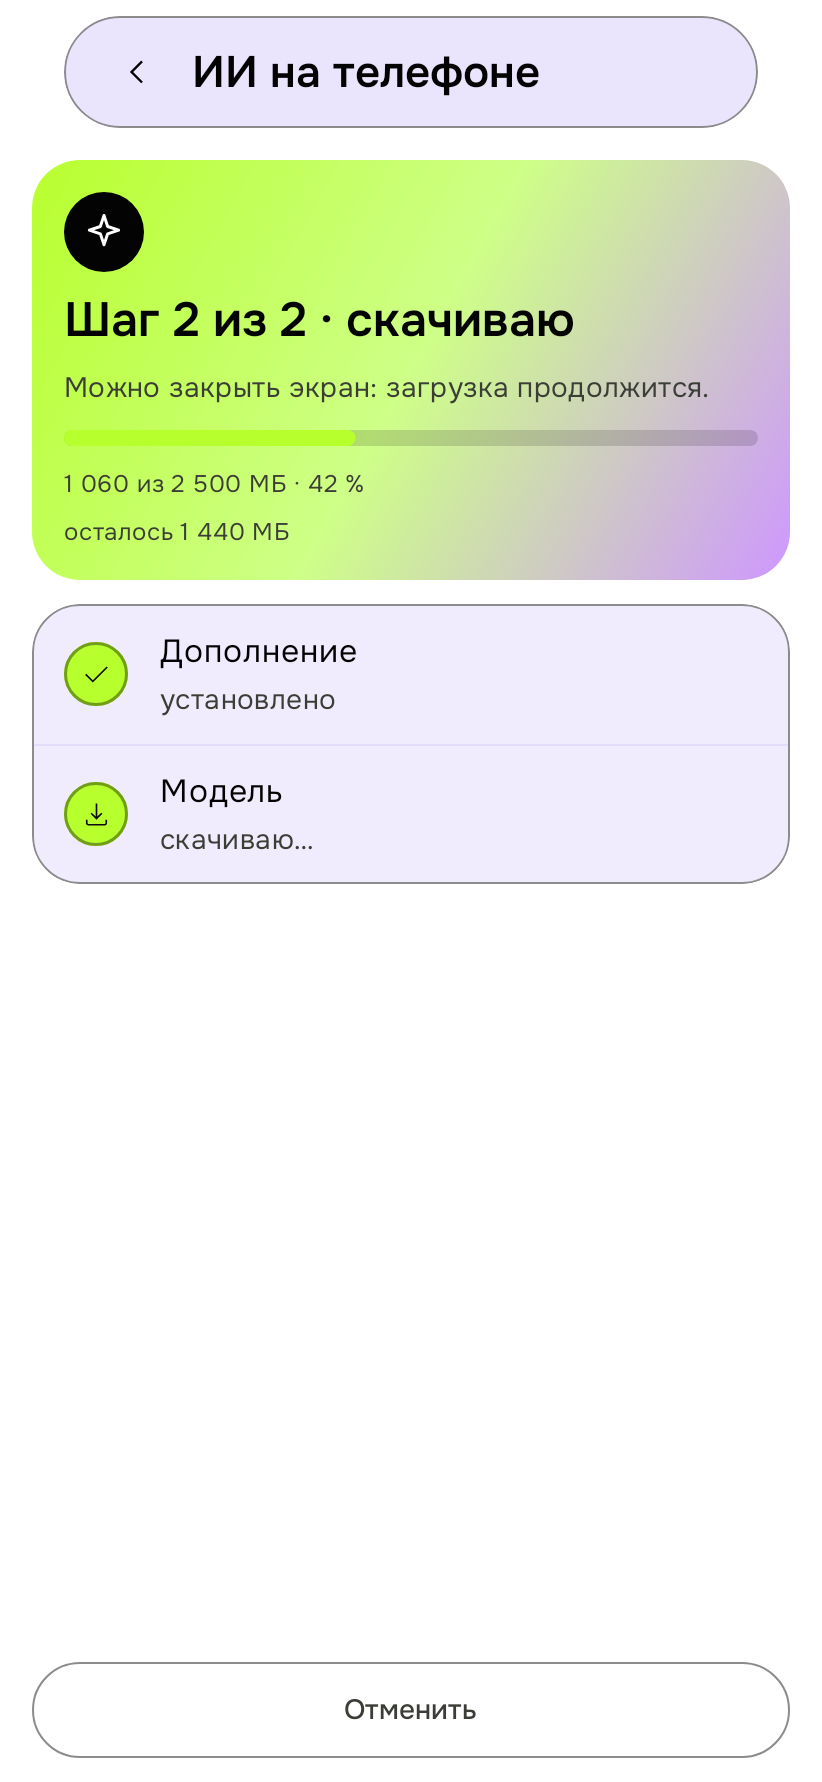 ИИ на телефоне
Шаг 2 из 2 · скачиваю
Можно закрыть экран: загрузка продолжится.
1 060 из 2 500 МБ · 42 %
осталось 1 440 МБ
Дополнение
установлено
Модель
скачиваю...
Отменить